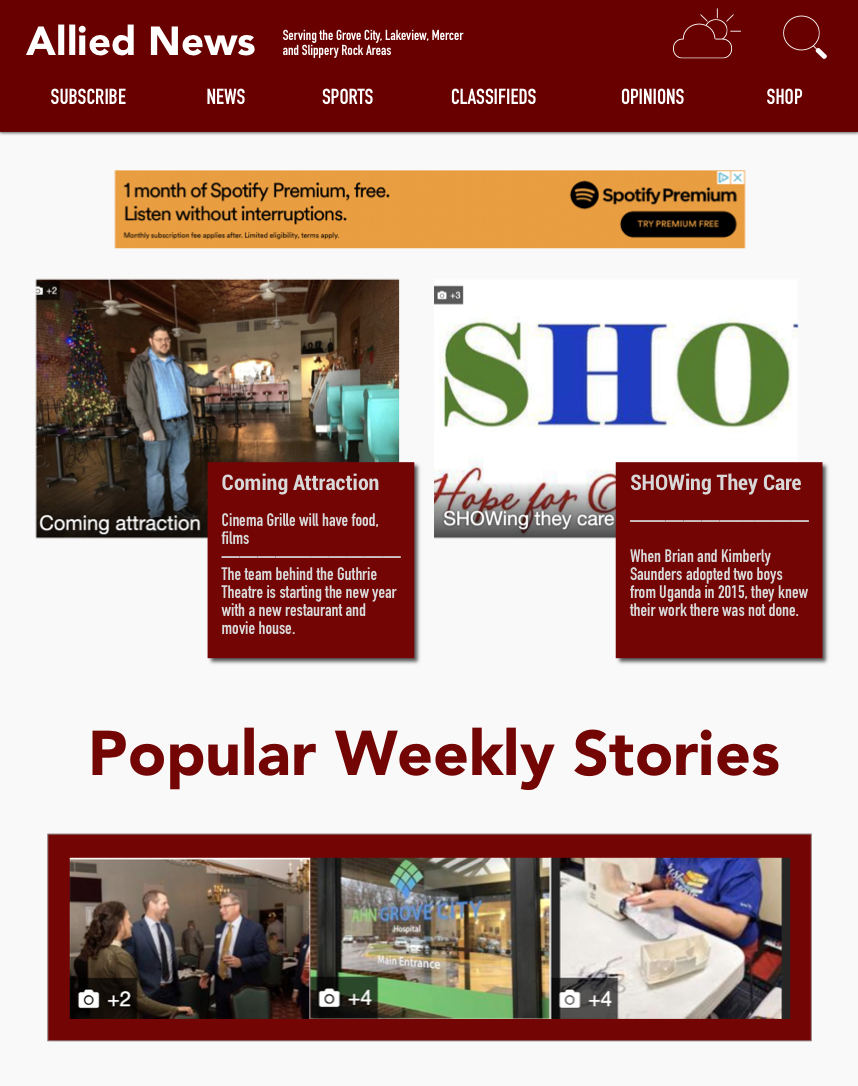 Allied News
Serving the Grove City, Lakeview, Mercer
and Slippery Rock Areas
SUBSCRIBE
NEWS
SPORTS
CLASSIFIEDS
OPINIONS
SHOP
1 month of Spotify Premium, free.
Listen without interruptions.
Monthly subscription fee applies after. Limited eligibility, terms apply.
Spotify Premium
TRY PREMIUM FREE
+2
Coming attraction
Coming Attraction
Cinema Grille will have food,
films
The team behind the Guthrie
Theatre is starting the new year
with a new restaurant and
movie house.
+3
SHO
Hope for
SHOWing they care
SHOWing They Care
When Brian and Kimberly
Saunders adopted two boys
from Uganda in 2015, they knew
their work there was not done.
Popular Weekly Stories
+2
AHN GROVE CITY
Hospital
Main Entrance
+4
+4